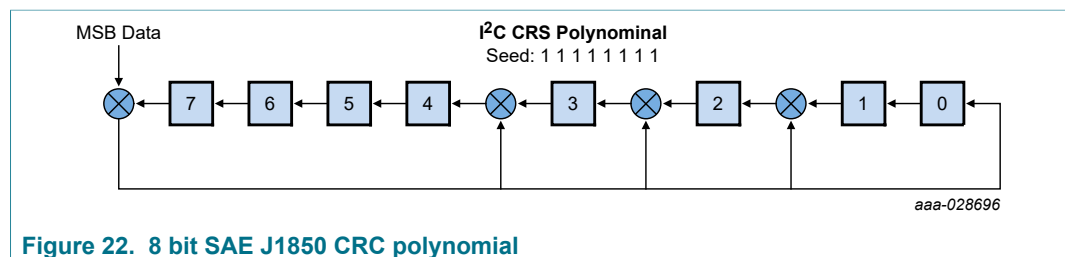 MSB Data
I²C CRS Polynominal
Seed: 1 1 1 1 1 1 1 1
7 6 5 4 3 2 1 0
aaa-028696
Figure 22. 8 bit SAE J1850 CRC polynomial